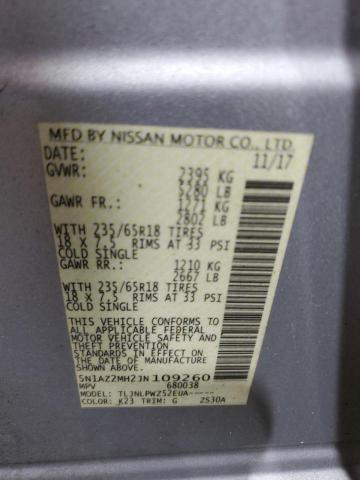 MFD BY NISSAN MOTOR CO., LTD.
DATE: 11/17
GVWR: 2395 KG
5280 LB
GAWR FR.: 1271 KG
2802 LB
WITH 235/65R18 TIRES
18 X 7.5 RIMS AT 33 PSI
COLD SINGLE
GAWR RR.: 1210 KG
2667 LB
WITH 235/65R18 TIRES
18 X 7.5 RIMS AT 33 PSI
COLD SINGLE
THIS VEHICLE CONFORMS TO
ALL APPLICABLE FEDERAL
MOTOR VEHICLE SAFETY AND
THEFT PREVENTION STANDARDS
IN EFFECT ON THE DATE OF
MANUFACTURE SHOWN ABOVE.
5N1AZ2MH2JN109260
MPV 680038
MODEL: TLJNLPWZ52EUA-----
COLOR: K23 TRIM: G ZS30A